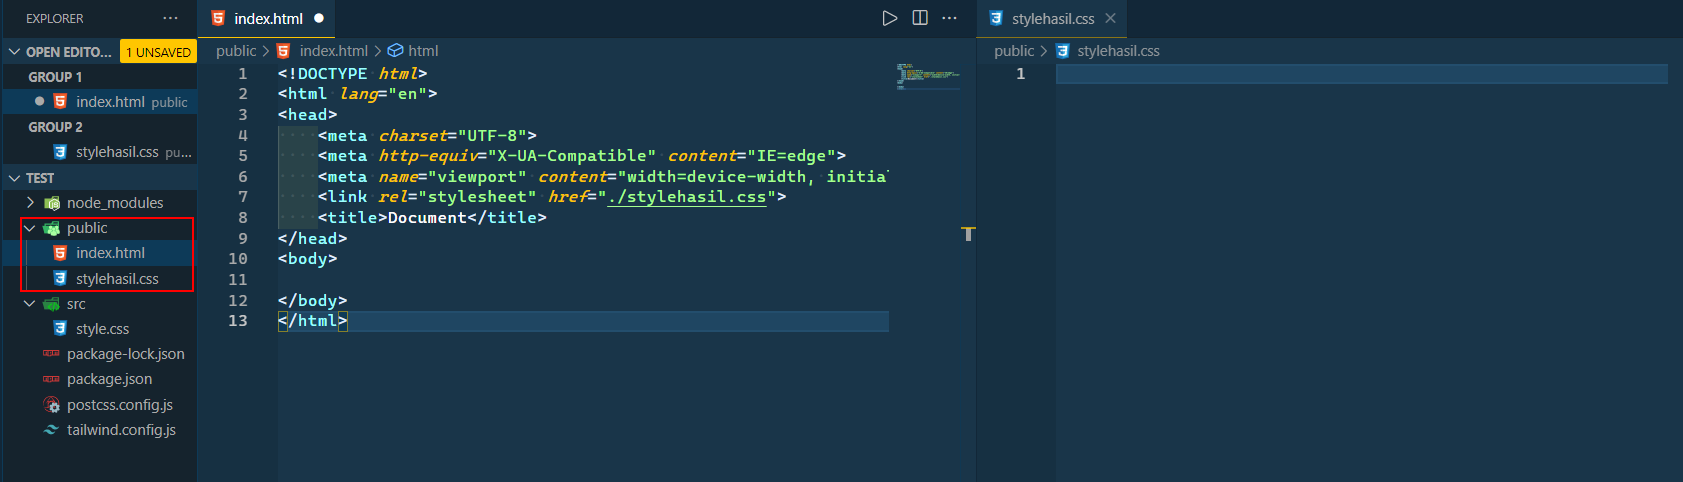 EXPLORER
OPEN EDITO... 1 UNSAVED
GROUP 1
index.html public
GROUP 2
stylehasil.css pu...
TEST
node_modules
public
index.html
stylehasil.css
src
style.css
package-lock.json
package.json
postcss.config.js
tailwind.config.js
index.html
public > index.html > html
1 <!DOCTYPE html>
2 <html lang="en">
3 <head>
4 <meta charset="UTF-8">
5 <meta http-equiv="X-UA-Compatible" content="IE=edge">
6 <meta name="viewport" content="width=device-width, initial
7 <link rel="stylesheet" href="./stylehasil.css">
8 <title>Document</title>
9 </head>
10 <body>
11
12 </body>
13 </html>
stylehasil.css
public > stylehasil.css
1